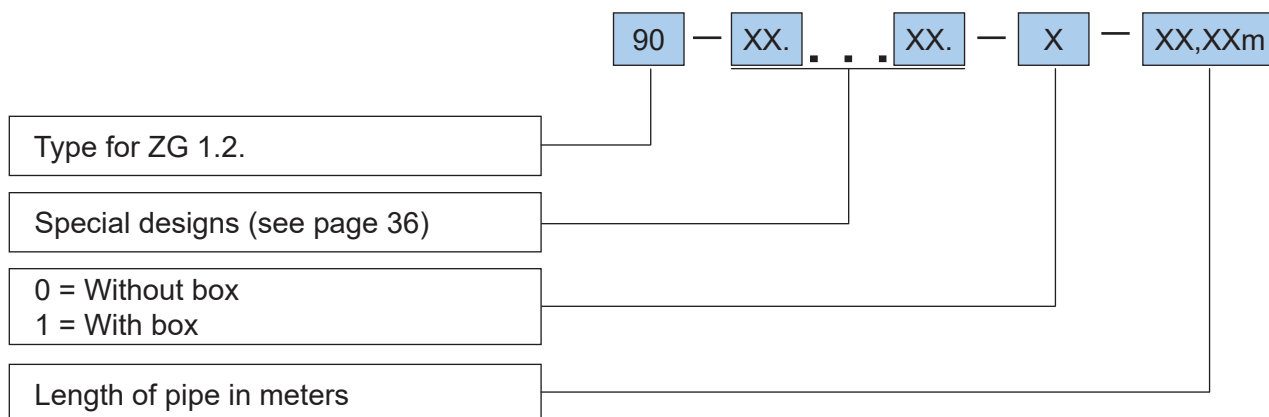 90 — XX. . . . XX. — X — XX,XXm
Type for ZG 1.2.
Special designs (see page 36)
0 = Without box
1 = With box
Length of pipe in meters